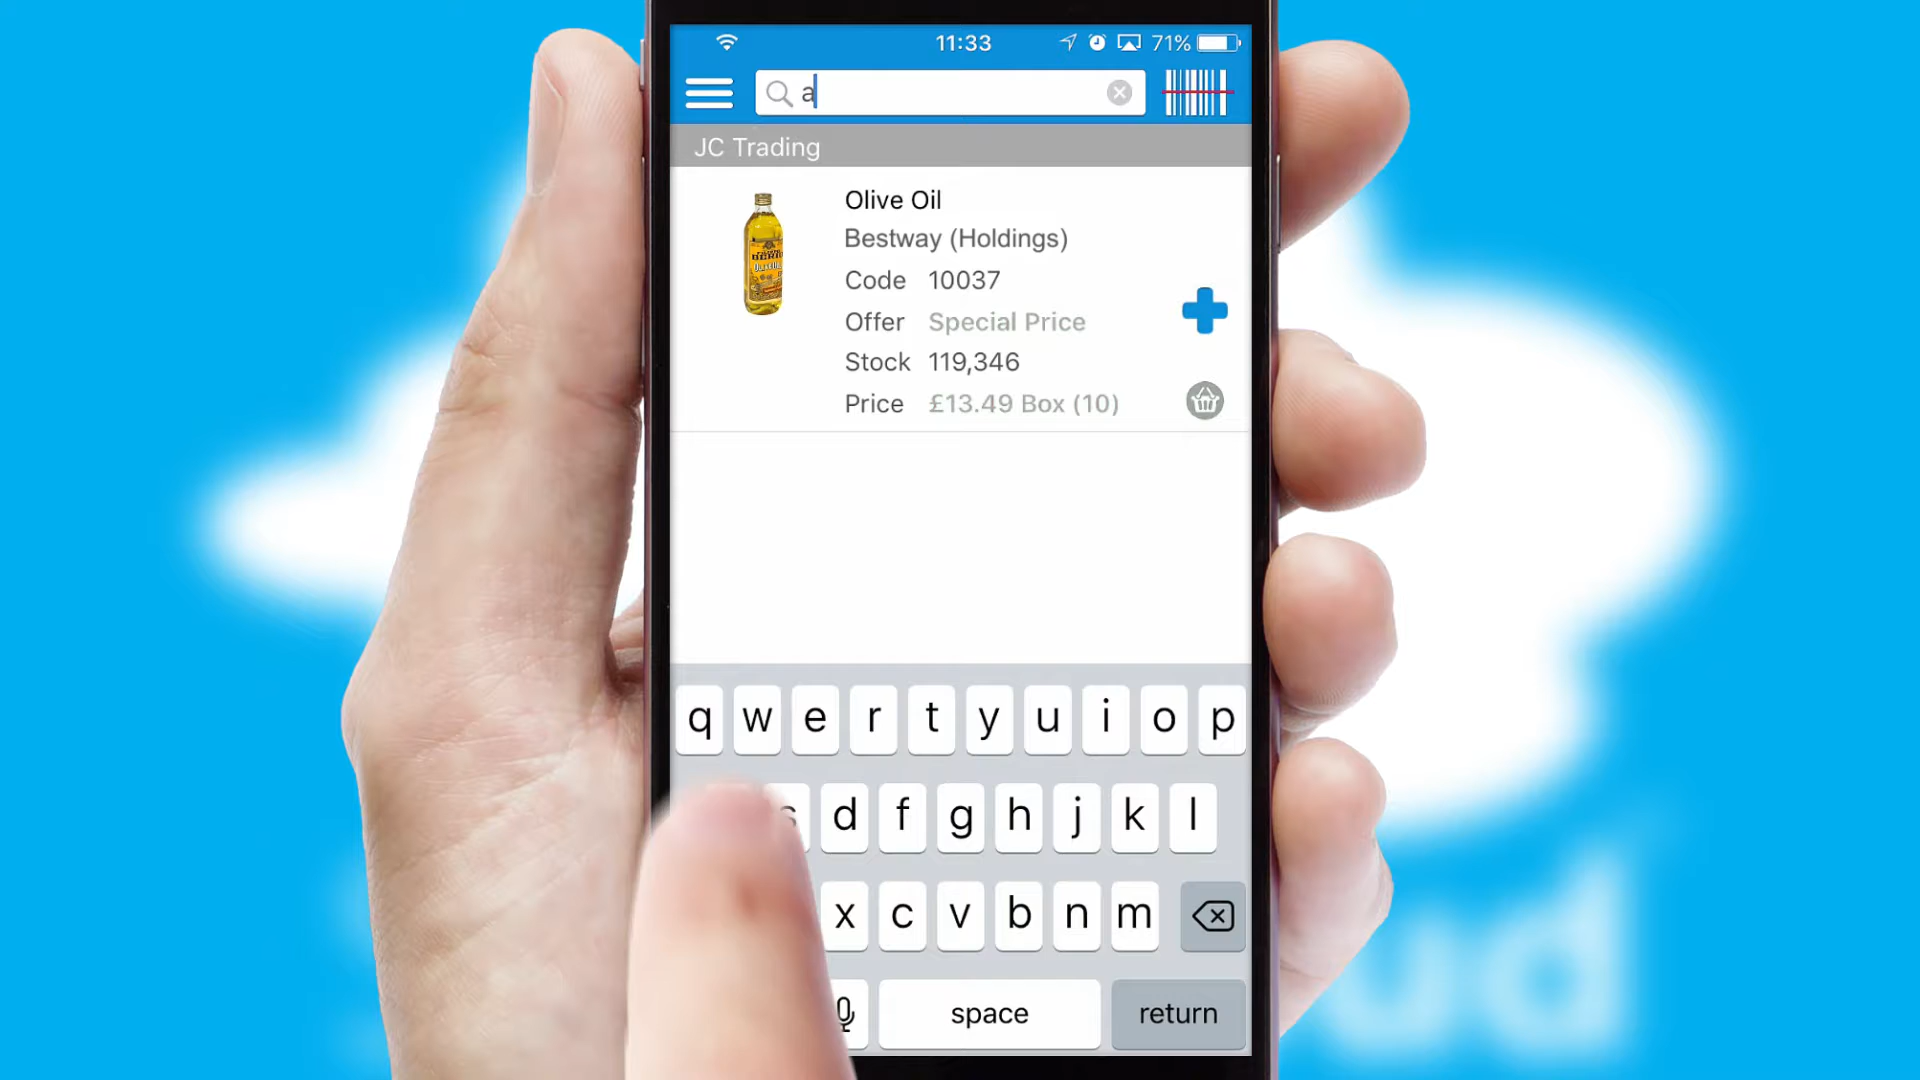 11:33
71%
a
JC Trading
Olive Oil
Bestway (Holdings)
Code 10037
Offer Special Price
Stock 119,346
Price £13.49 Box (10)
q w e r t y u i o p
s d f g h j k l
x c v b n m
space return
ud